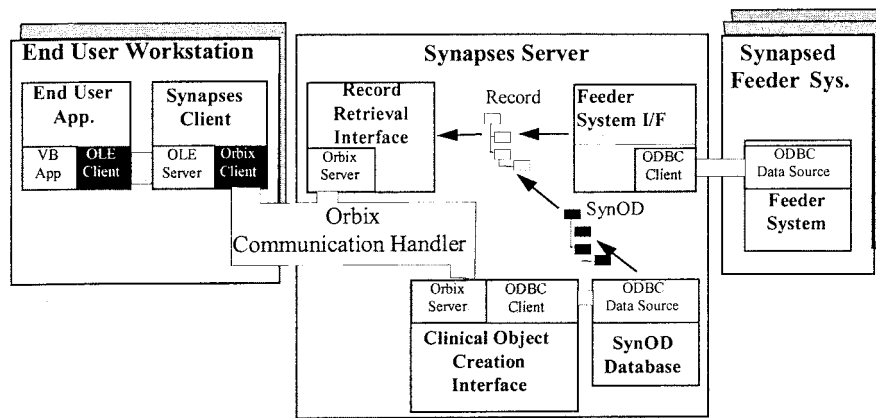 End User Workstation
End User
App.
VB
App
OLE
Client
Synapses
Client
OLE
Server
Orbix
Client
Synapses Server
Record
Retrieval
Interface
Orbix
Server
Record
Feeder
System I/F
ODBC
Client
SynOD
Orbix
Communication Handler
Orbix
Server
ODBC
Client
Clinical Object
Creation
Interface
ODBC
Data Source
SynOD
Database
Synapsed
Feeder Sys.
ODBC
Data Source
Feeder
System